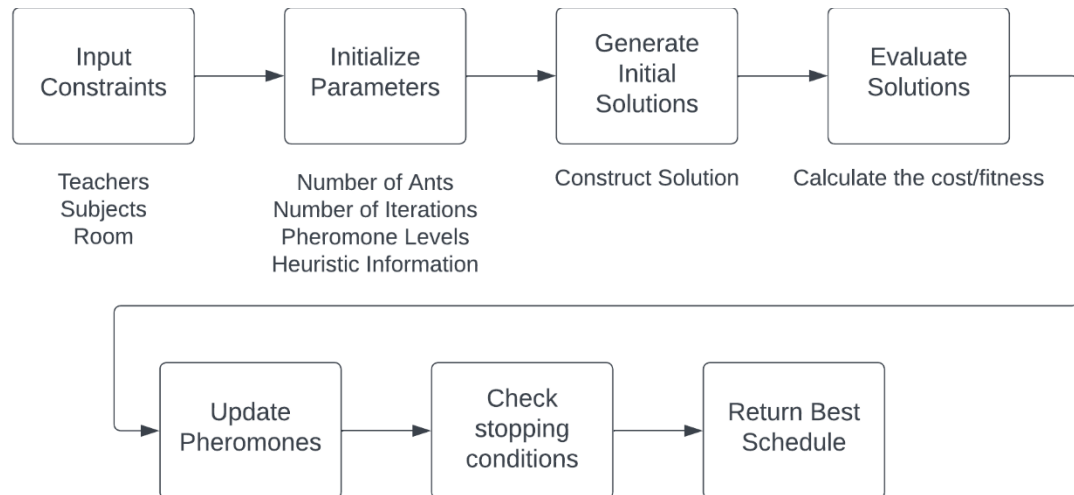 Input
Constraints
Initialize
Parameters
Generate
Initial
Solutions
Evaluate
Solutions
Teachers
Subjects
Room
Number of Ants
Number of Iterations
Pheromone Levels
Heuristic Information
Construct Solution
Calculate the cost/fitness
Update
Pheromones
Check
stopping
conditions
Return Best
Schedule